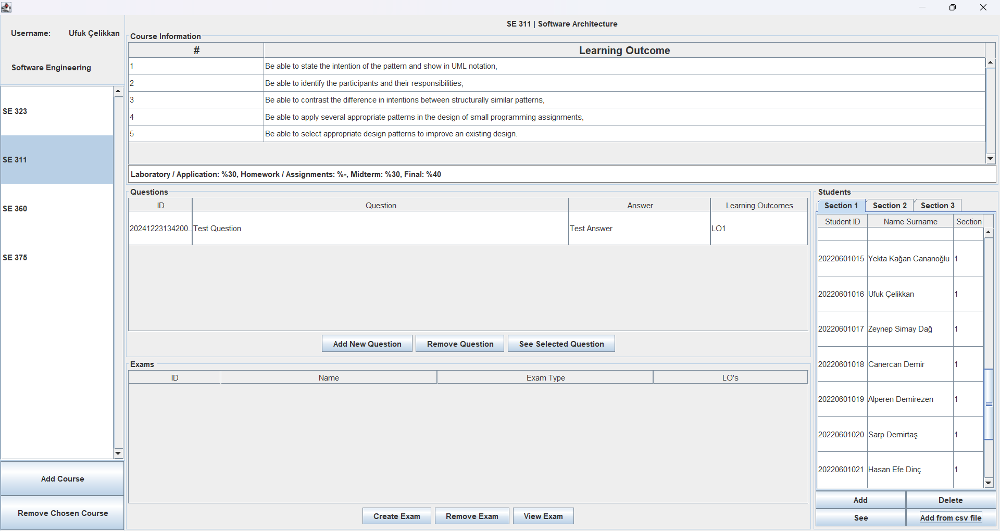 Username: Ufuk Çelikkan
Software Engineering
SE 323
SE 311
SE 360
SE 375
Add Course
Remove Chosen Course
SE 311 | Software Architecture
Course Information
# Learning Outcome
1 Be able to state the intention of the pattern and show in UML notation,
2 Be able to identify the participants and their responsibilities,
3 Be able to contrast the difference in intentions between structurally similar patterns,
4 Be able to apply several appropriate patterns in the design of small programming assignments,
5 Be able to select appropriate design patterns to improve an existing design.
Laboratory / Application: %30, Homework / Assignments: %-, Midterm: %30, Final: %40
Questions
ID Question Answer Learning Outcomes
20241223134200... Test Question Test Answer LO1
Add New Question Remove Question See Selected Question
Exams
ID Name Exam Type LO's
Create Exam Remove Exam View Exam
Students
Section 1 Section 2 Section 3
Student ID Name Surname Section
20220601015 Yekta Kağan Cananoğlu 1
20220601016 Ufuk Çelikkan 1
20220601017 Zeynep Simay Dağ 1
20220601018 Canercan Demir 1
20220601019 Alperen Demirezen 1
20220601020 Sarp Demirtaş 1
20220601021 Hasan Efe Dinç 1
Add Delete
See Add from csv file